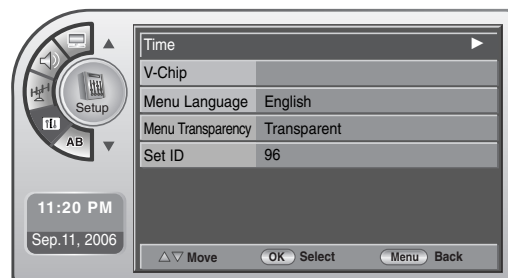 Setup
AB
11:20 PM
Sep.11, 2006
Time
V-Chip
Menu Language English
Menu Transparency Transparent
Set ID 96
Move OK Select Menu Back